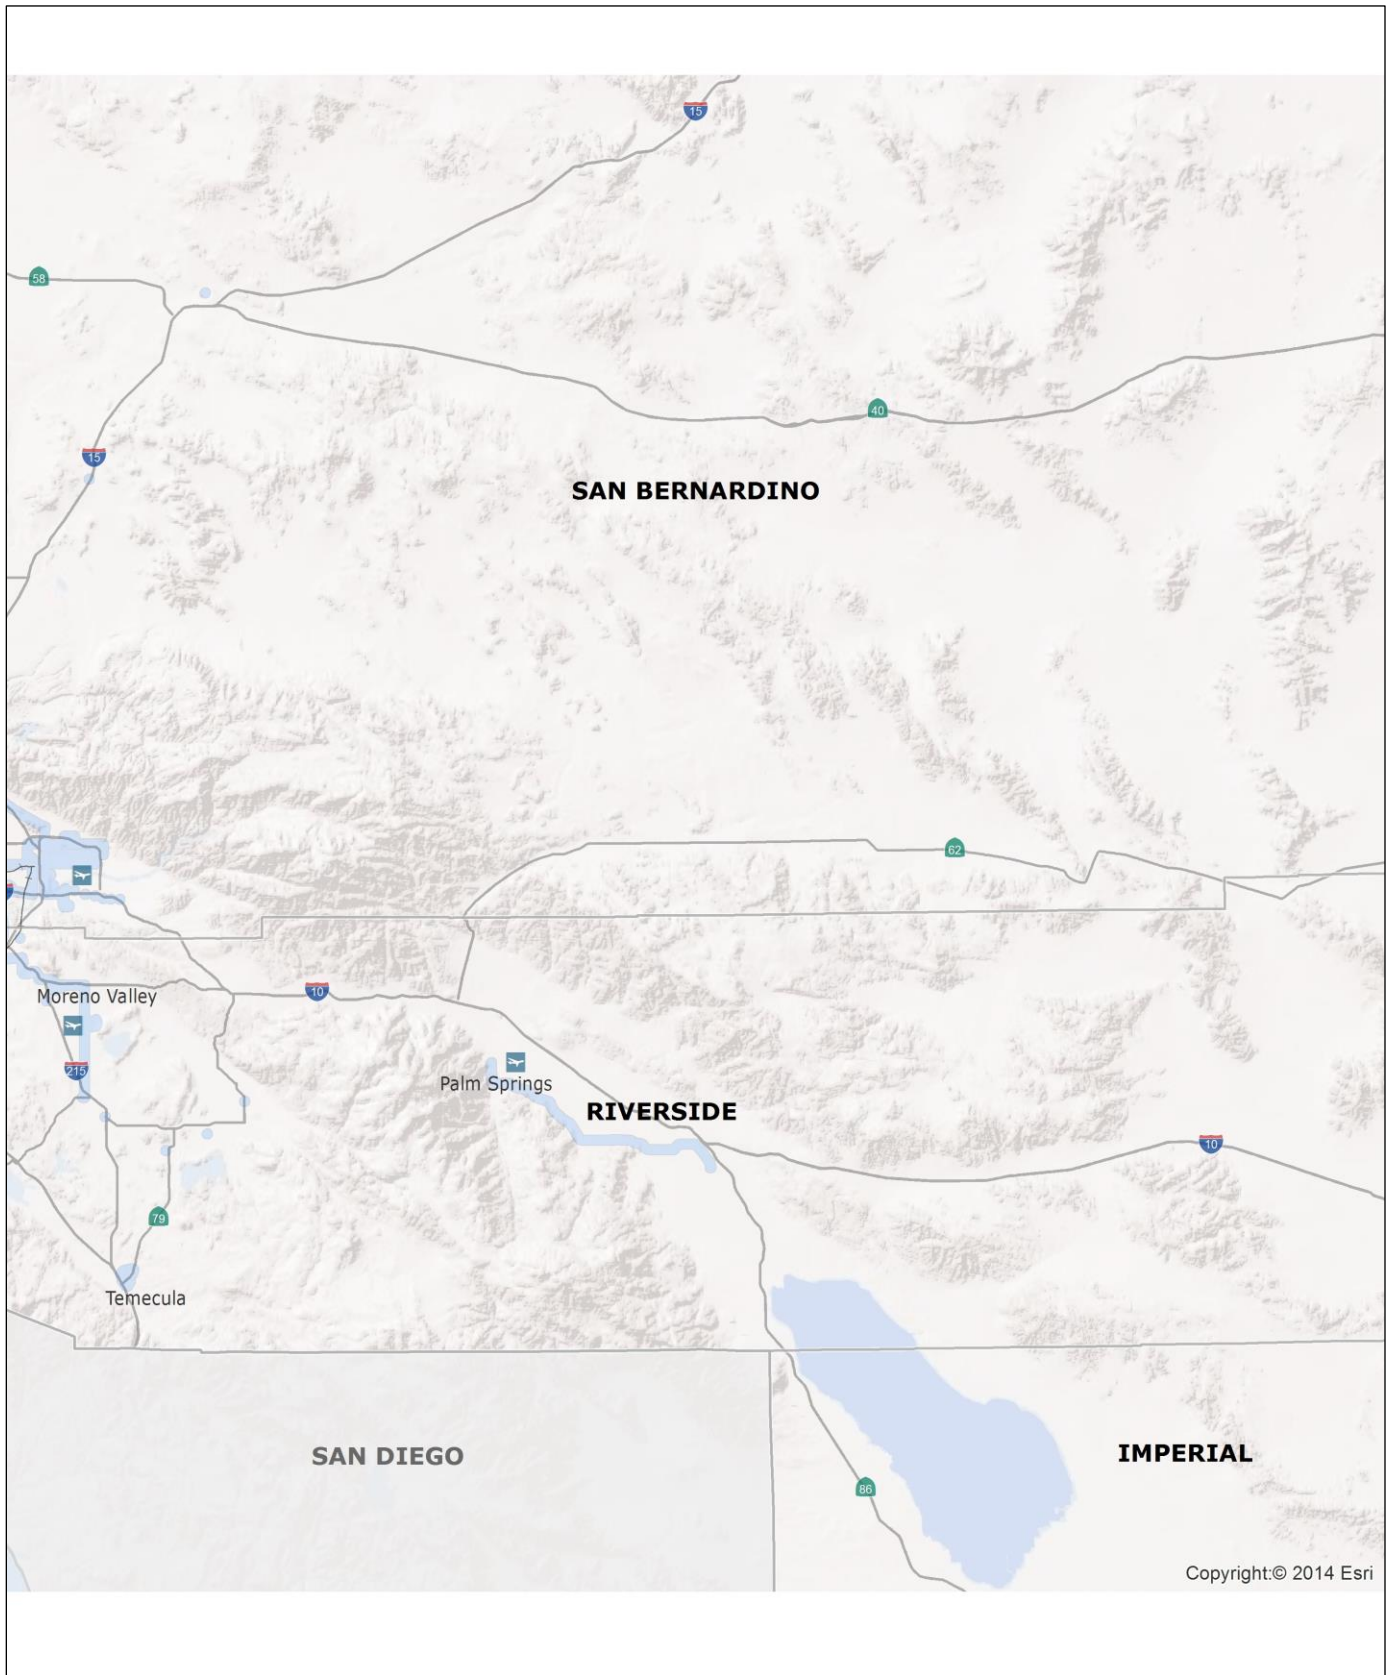 15
58
40
15
SAN BERNARDINO
62
10
Moreno Valley
215
Palm Springs
RIVERSIDE
10
79
Temecula
SAN DIEGO
IMPERIAL
86
Copyright:© 2014 Esri